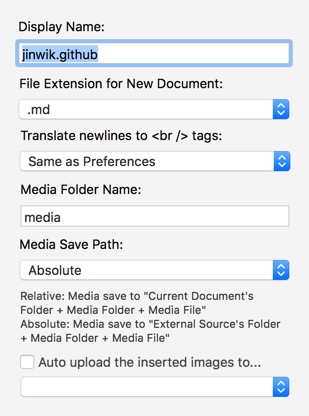 Display Name:
jinwik.github
File Extension for New Document:
.md
Translate newlines to <br /> tags:
Same as Preferences
Media Folder Name:
media
Media Save Path:
Absolute
Relative: Media save to "Current Document's
Folder + Media Folder + Media File"
Absolute: Media save to "External Source's Folder
+ Media Folder + Media File"
Auto upload the inserted images to...